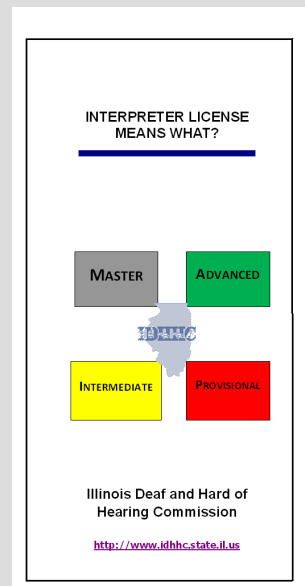 INTERPRETER LICENSE
MEANS WHAT?
MASTER
ADVANCED
IDHHC
INTERMEDIATE
PROVISIONAL
Illinois Deaf and Hard of
Hearing Commission
http://www.idhhc.state.il.us